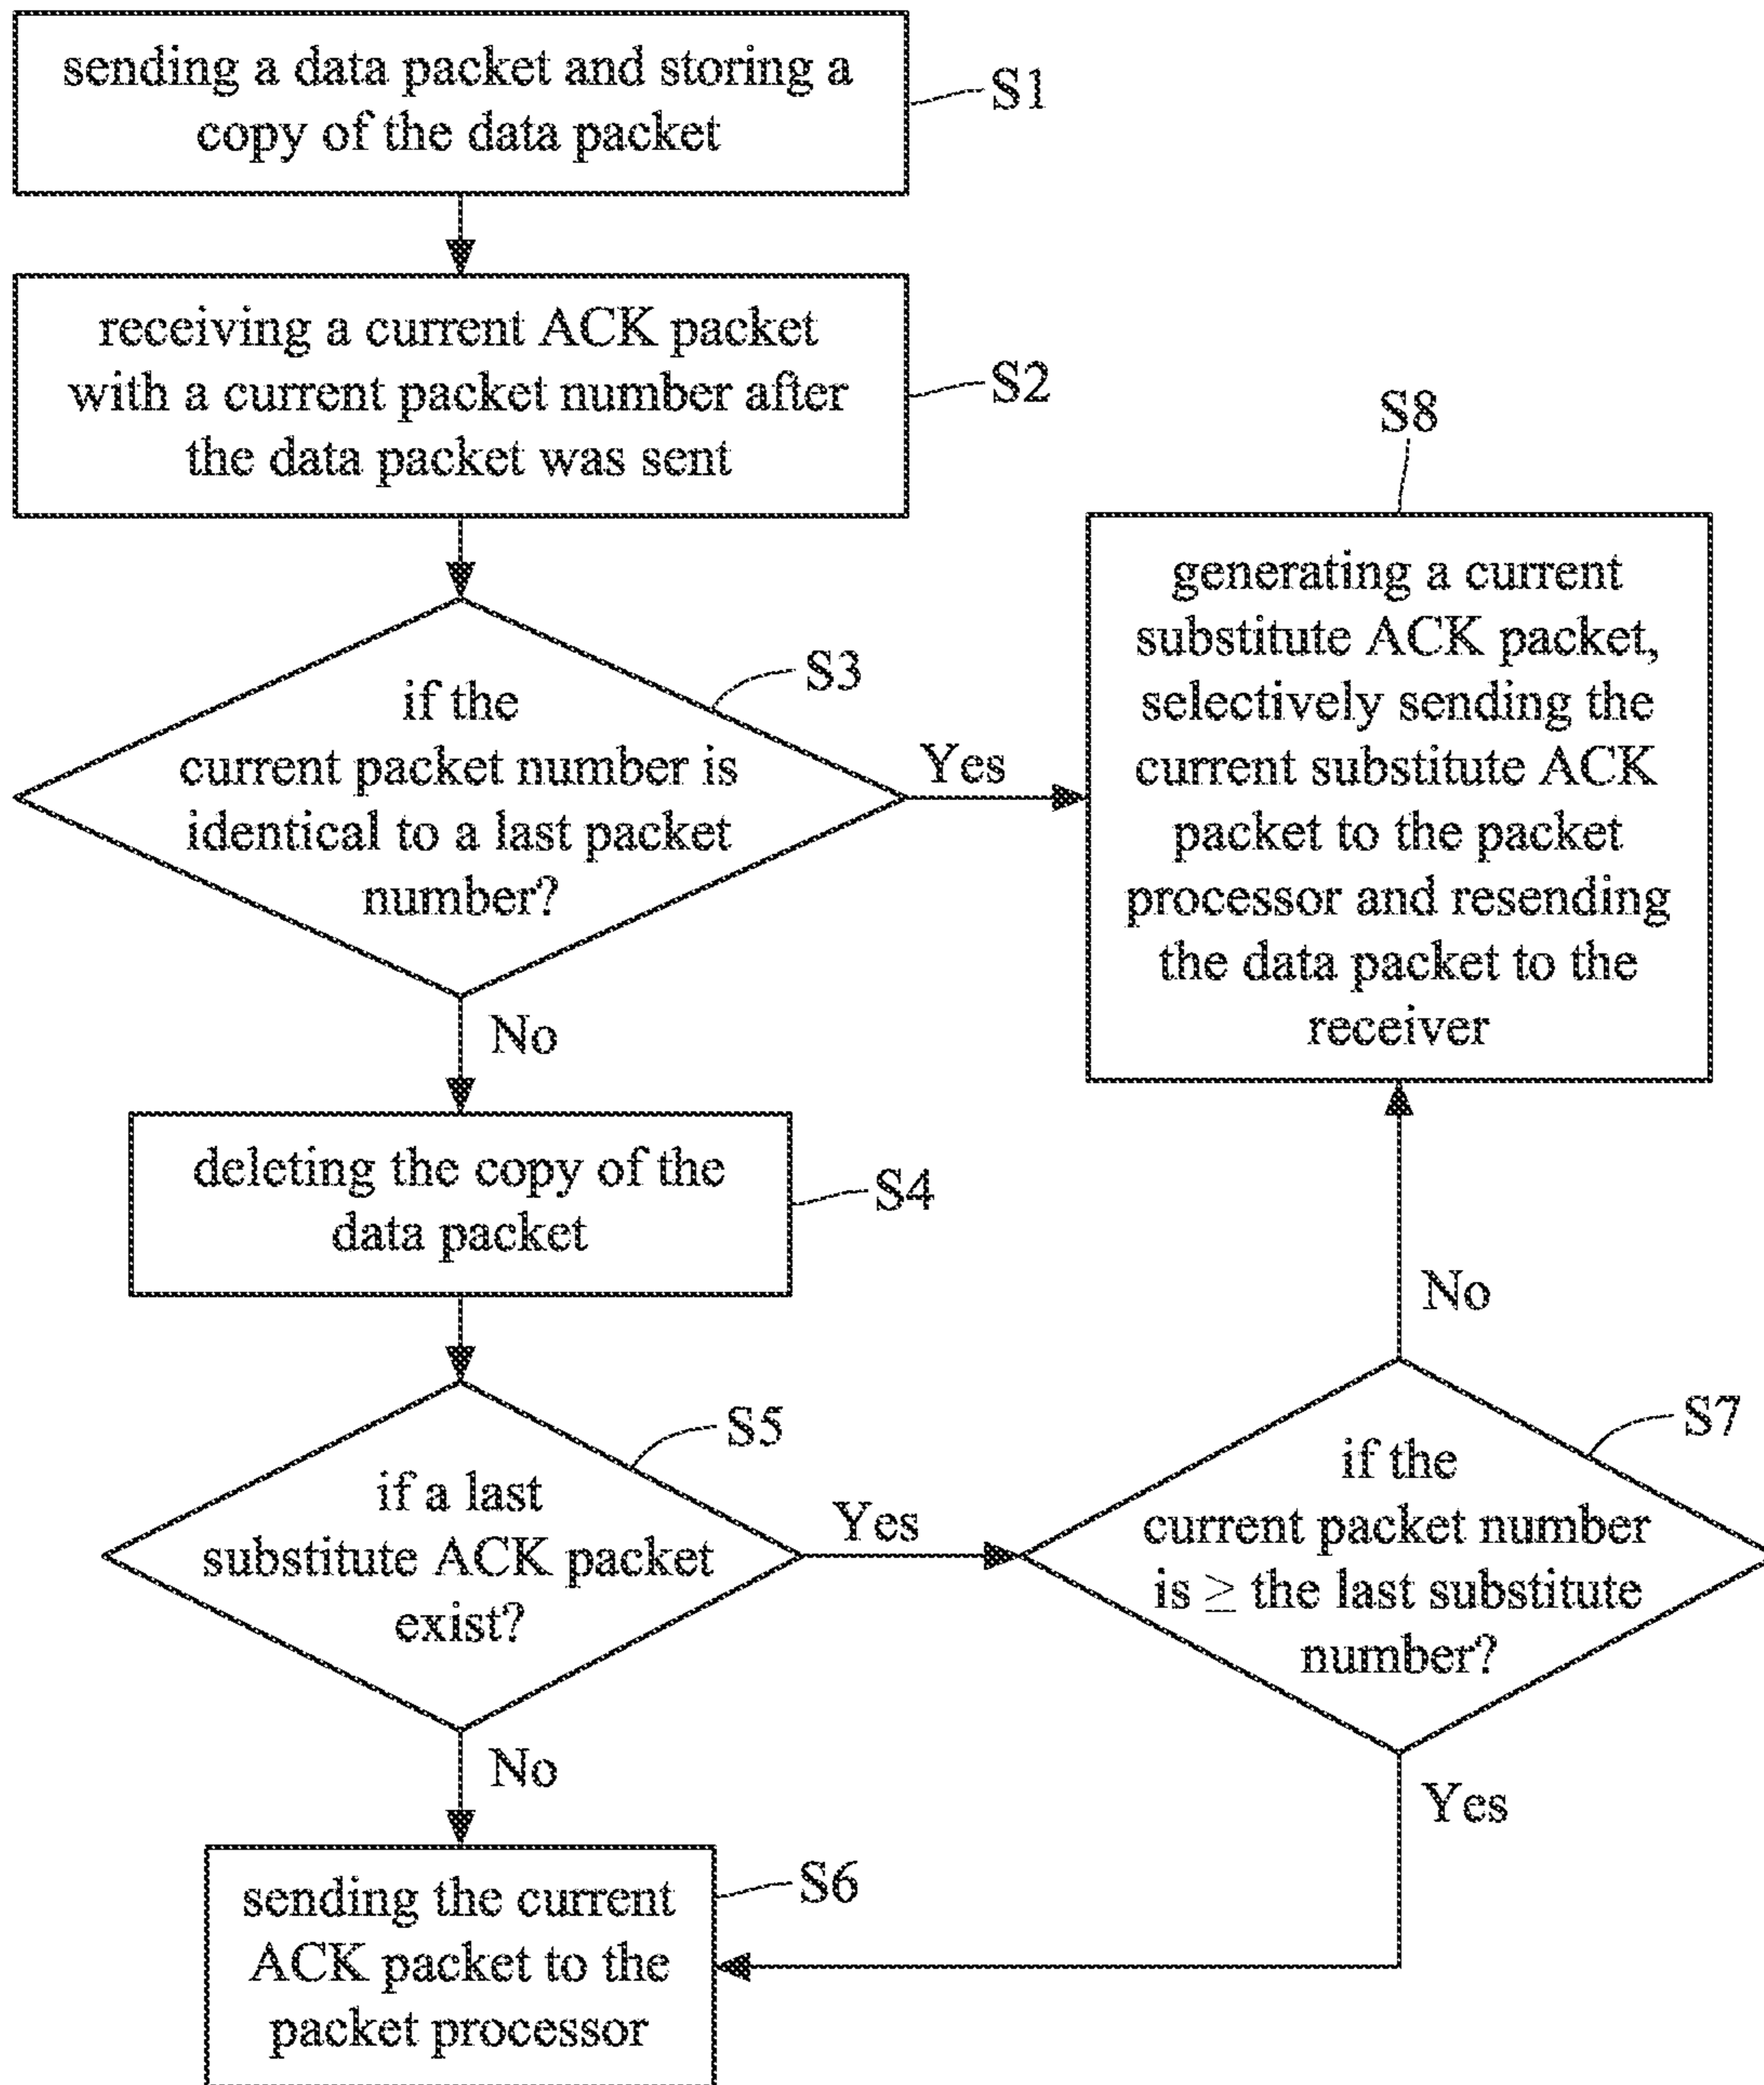 sending a data packet and storing a
copy of the data packet
S1
receiving a current ACK packet
with a current packet number after
the data packet was sent
S2
if the
current packet number is
identical to a last packet
number?
S3
Yes
No
S8
generating a current
substitute ACK packet,
selectively sending the
current substitute ACK
packet to the packet
processor and resending
the data packet to the
receiver
deleting the copy of the
data packet
S4
if a last
substitute ACK packet
exist?
S5
Yes
No
if the
current packet number
is ≥ the last substitute
number?
S7
No
Yes
sending the current
ACK packet to the
packet processor
S6